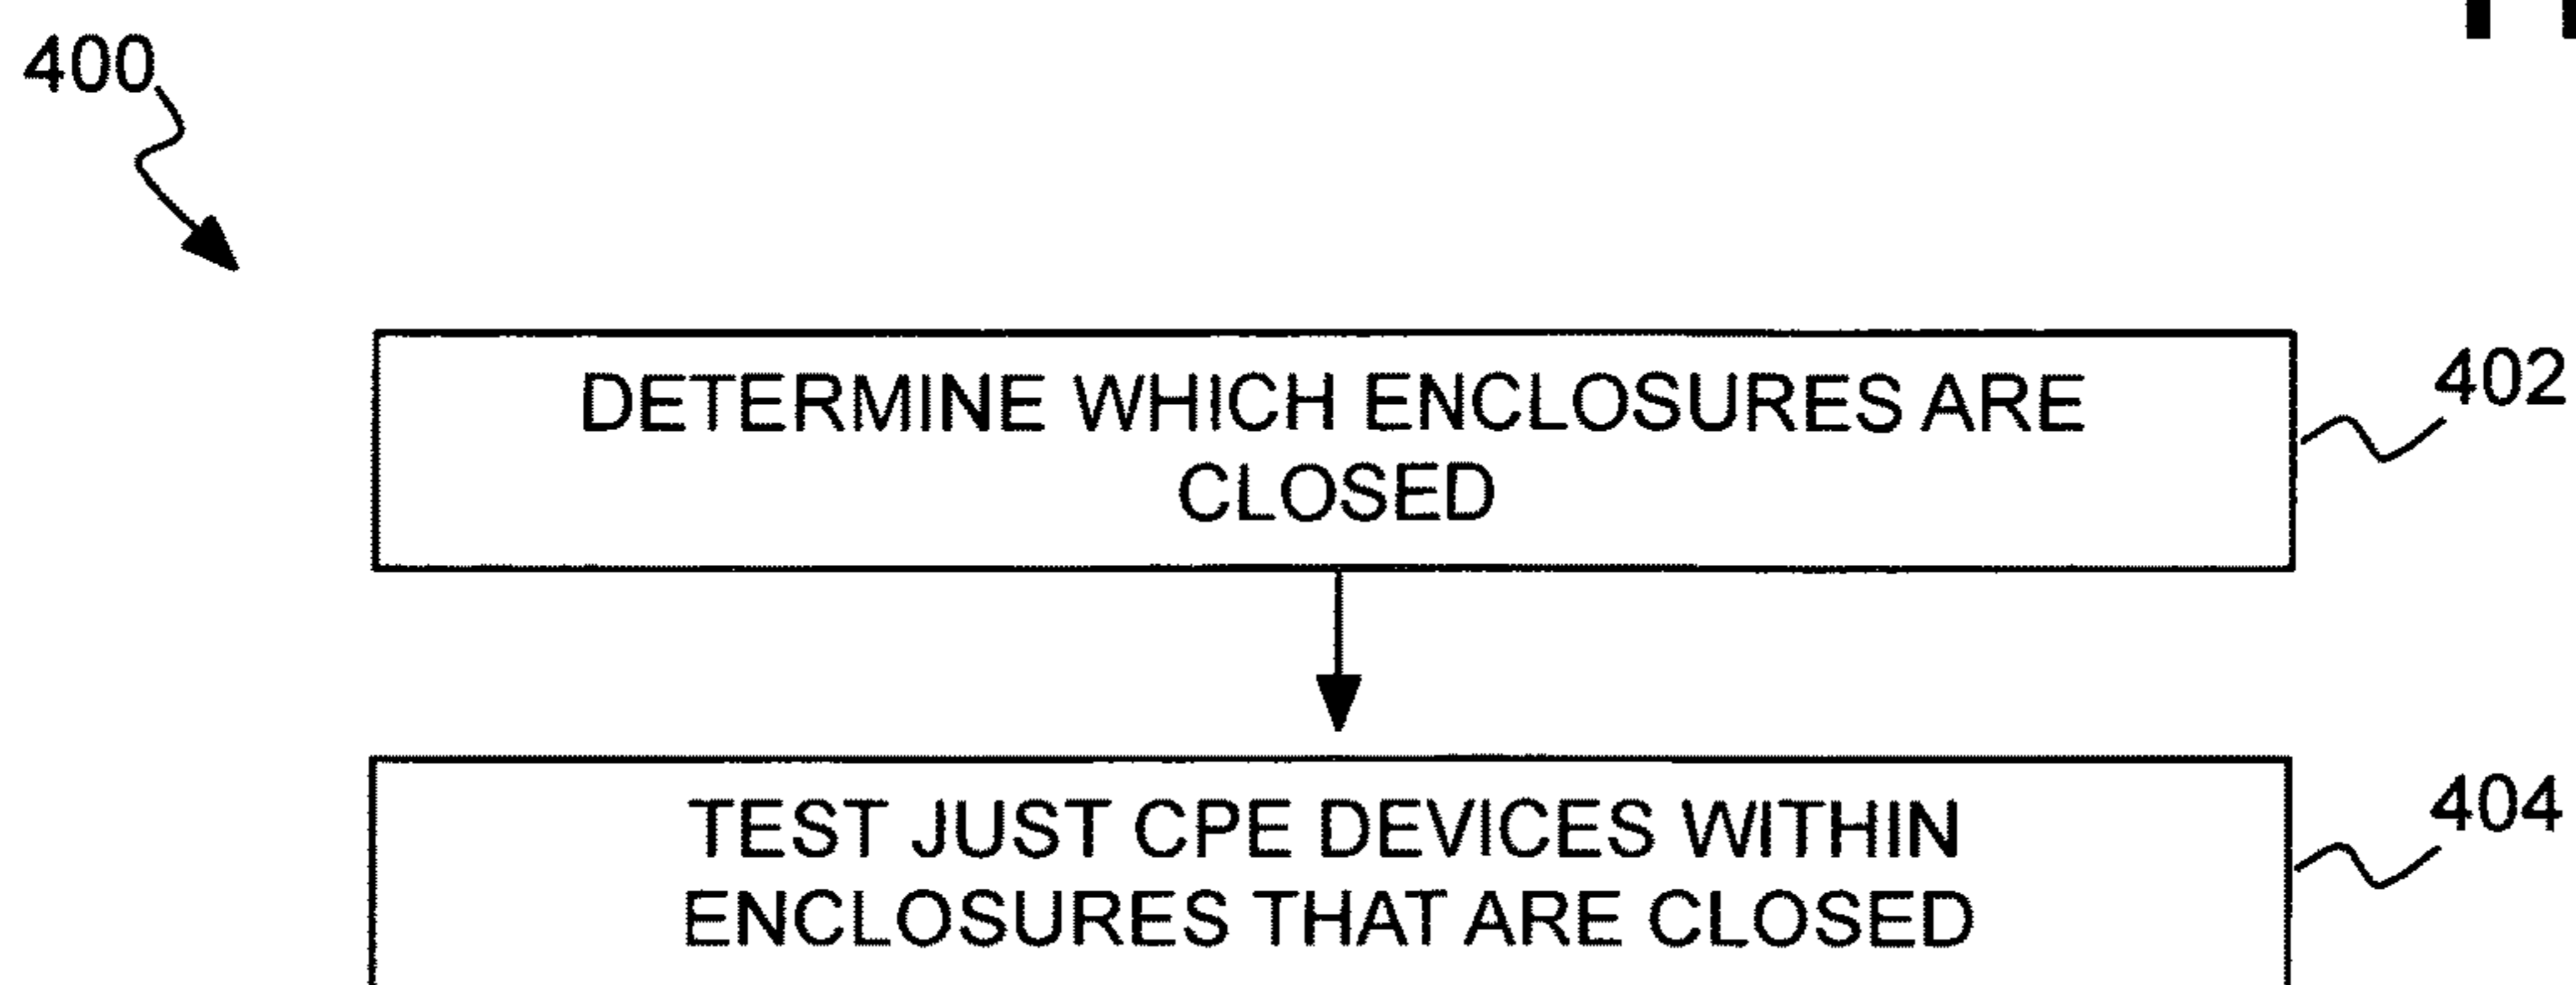 400
DETERMINE WHICH ENCLOSURES ARE
CLOSED
402
TEST JUST CPE DEVICES WITHIN
ENCLOSURES THAT ARE CLOSED
404